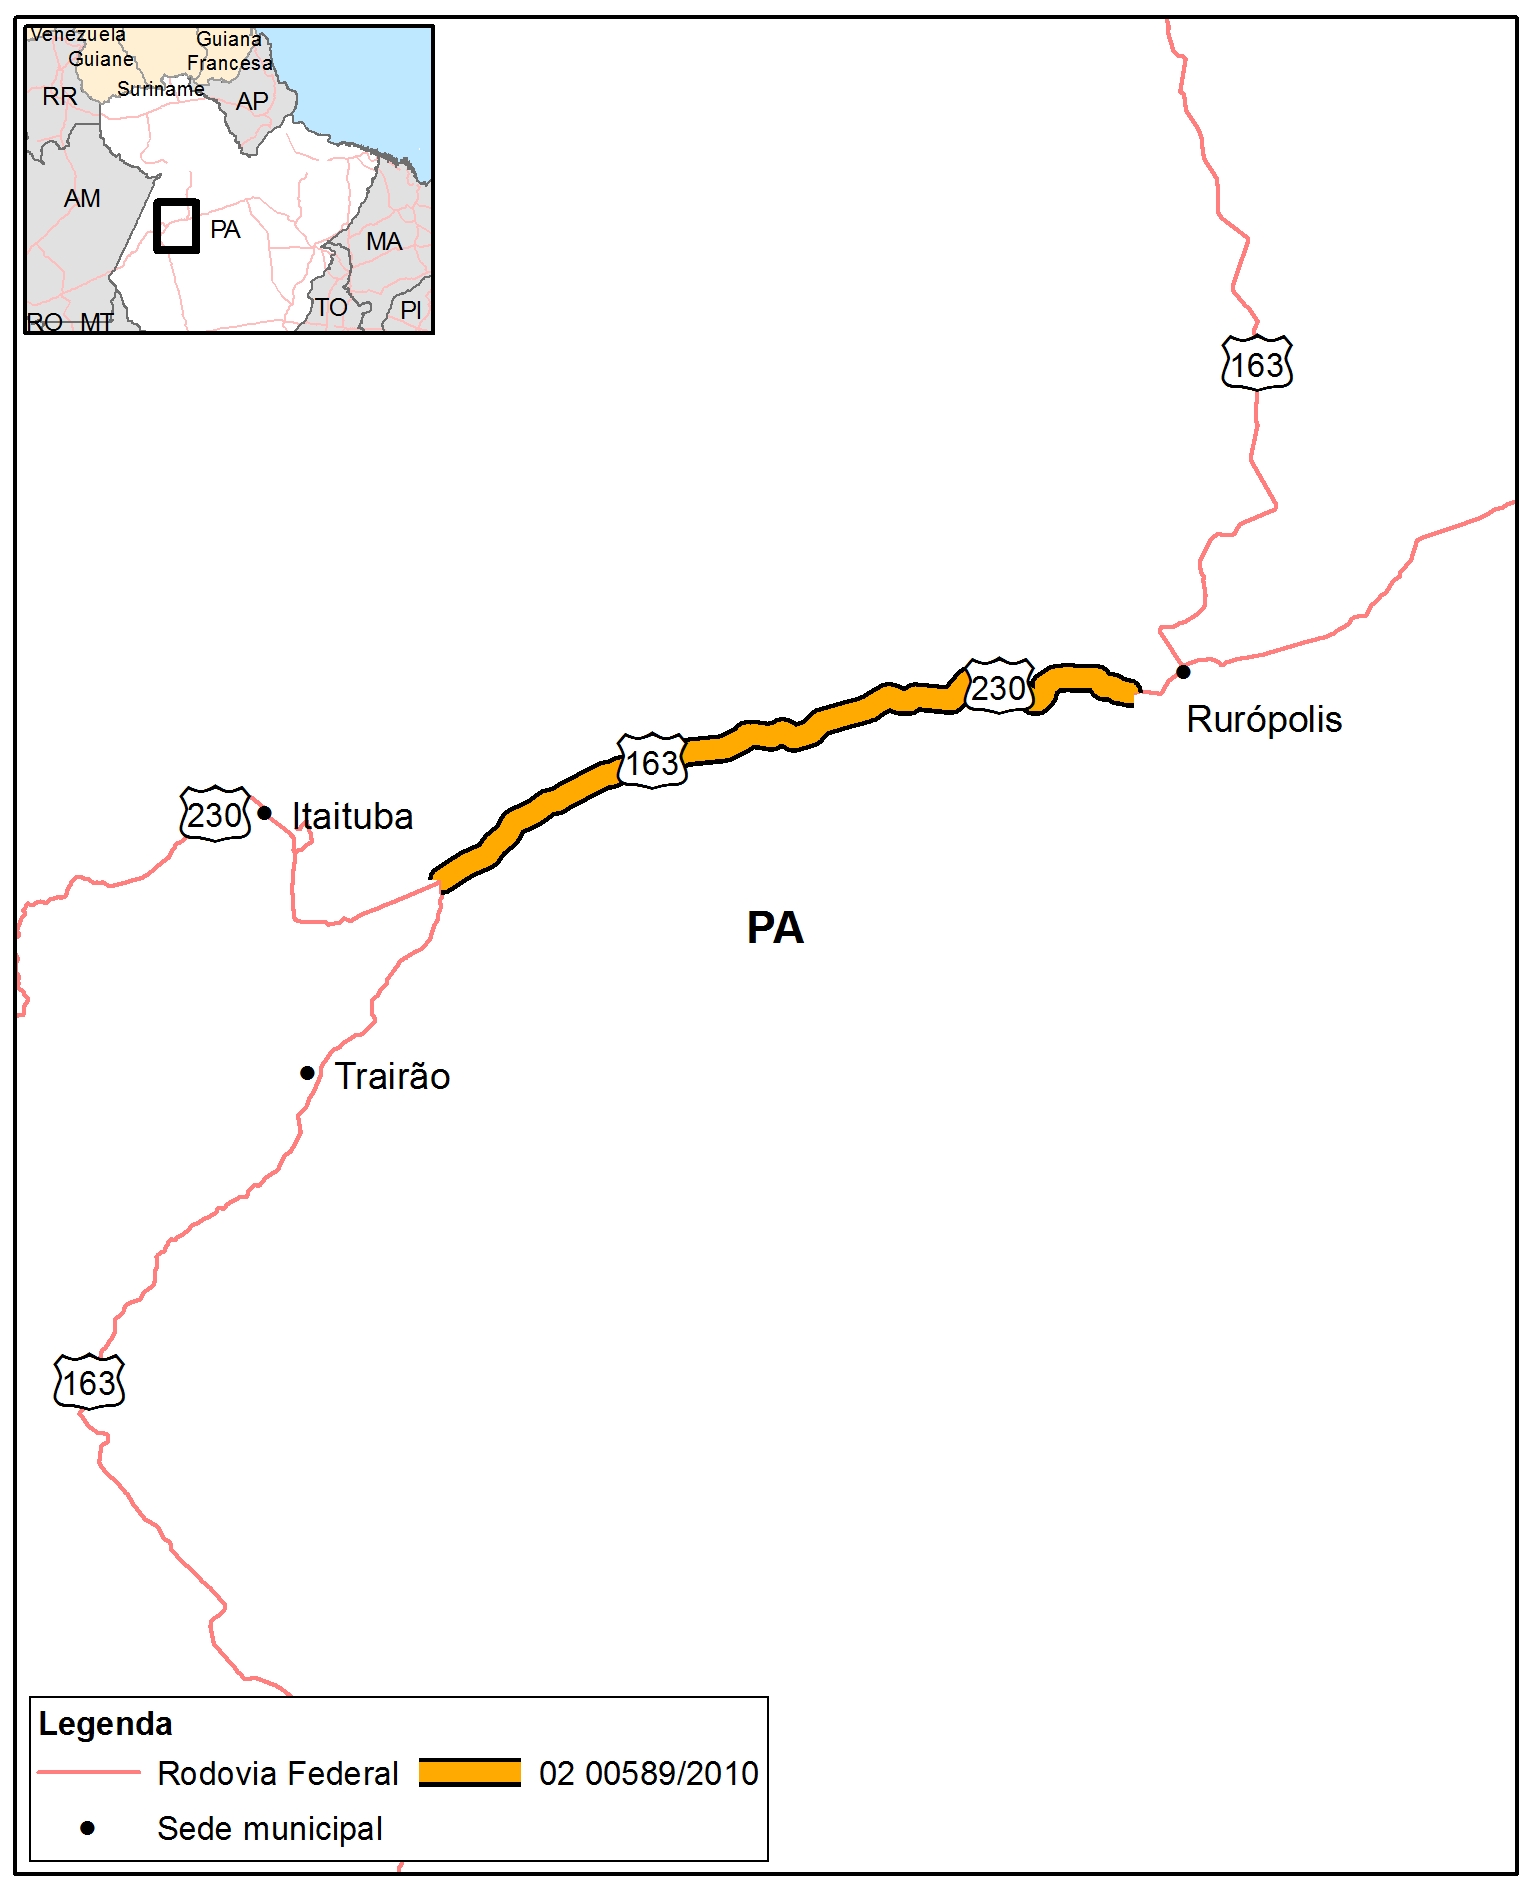 Venezuela
Guiana
Guiane
Francesa
Suriname
RR
AP
AM
PA
MA
TO
PI
RO
MT
163
230
Rurópolis
163
230
Itaituba
PA
Trairão
163
Legenda
Rodovia Federal
02 00589/2010
Sede municipal